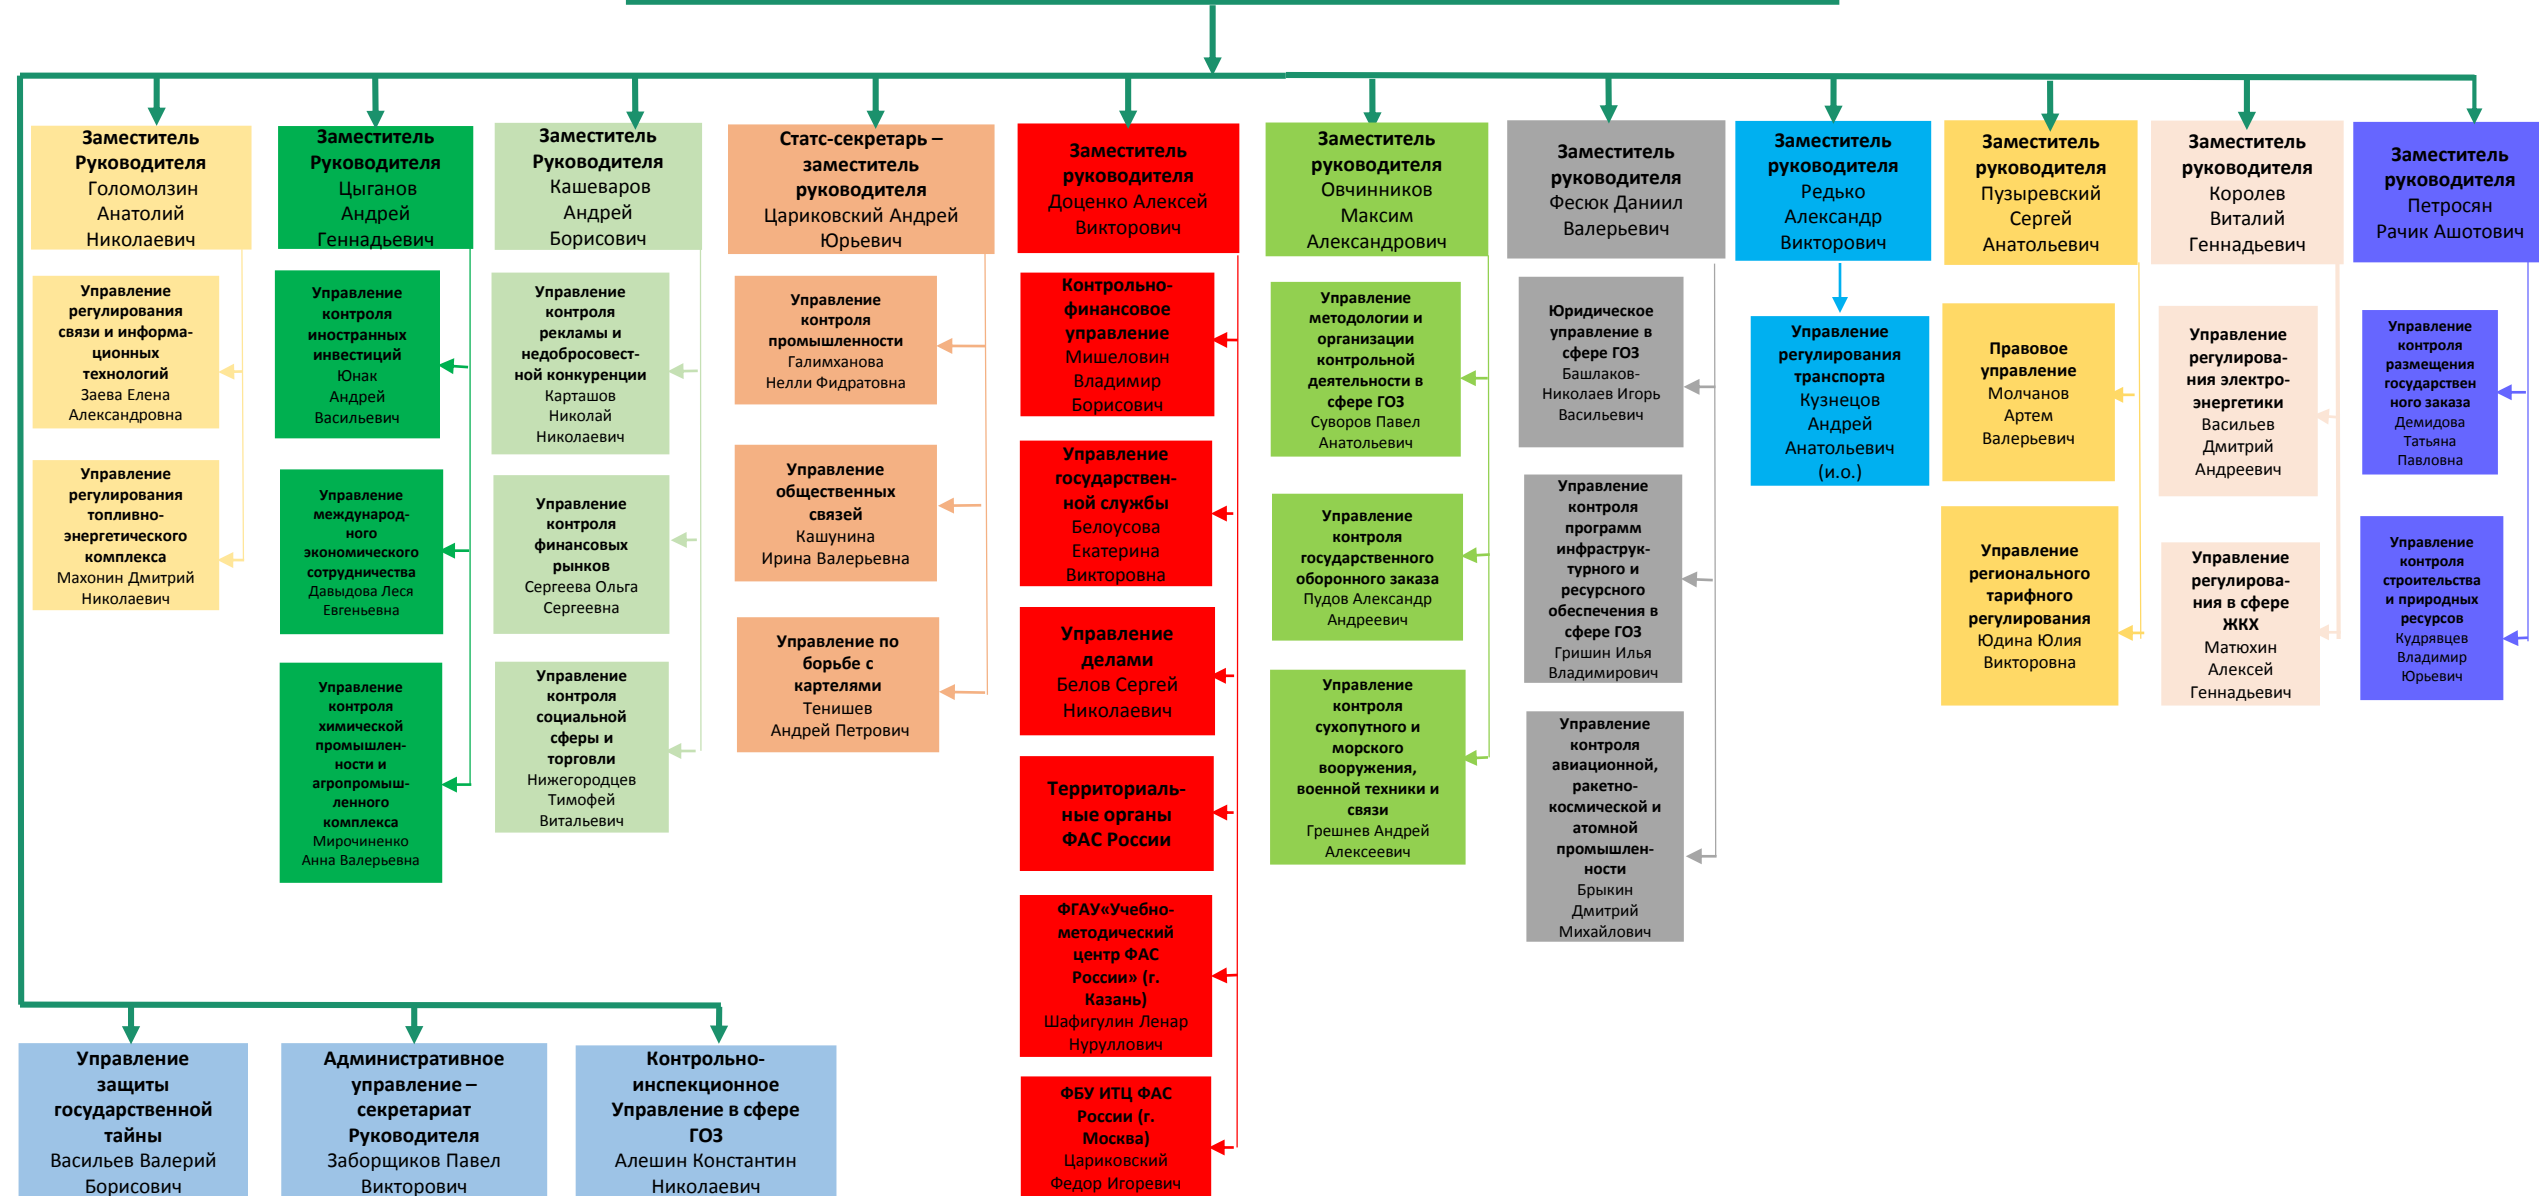 Заместитель
Руководителя
Голомолзин
Анатолий
Николаевич
Управление
регулирования
связи и информа-
ционных
технологий
Заева Елена
Александровна
Управление
регулирования
топливно-
энергетического
комплекса
Махонин Дмитрий
Николаевич
Заместитель
Руководителя
Цыганов
Андрей
Геннадьевич
Управление
контроля
иностранных
инвестиций
Юнак
Андрей
Васильевич
Управление
международ-
ного
экономического
сотрудничества
Давыдова Леся
Евгеньевна
Управление
контроля
химической
промышлен-
ности и
агропромыш-
ленного
комплекса
Мирочиненко
Анна Валерьевна
Заместитель
Руководителя
Кашеваров
Андрей
Борисович
Управление
контроля
рекламы и
недобросовест-
ной конкуренции
Карташов
Николай
Николаевич
Управление
контроля
финансовых
рынков
Сергеева Ольга
Сергеевна
Управление
контроля
социальной
сферы и
торговли
Нижегородцев
Тимофей
Витальевич
Статс-секретарь –
заместитель
руководителя
Цариковский Андрей
Юрьевич
Управление
контроля
промышленности
Галимханова
Нелли Фидратовна
Управление
общественных
связей
Кашунина
Ирина Валерьевна
Управление по
борьбе с
картелями
Тенишев
Андрей Петрович
Заместитель
руководителя
Доценко Алексей
Викторович
Контрольно-
финансовое
управление
Мишеловин
Владимир
Борисович
Управление
государствен-
ной службы
Белоусова
Екатерина
Викторовна
Управление
делами
Белов Сергей
Николаевич
Территориаль-
ные органы
ФАС России
ФГАУ«Учебно-
методический
центр ФАС
России» (г.
Казань)
Шафигулин Ленар
Нуруллович
ФБУ ИТЦ ФАС
России (г.
Москва)
Цариковский
Федор Игоревич
Заместитель
руководителя
Овчинников
Максим
Александрович
Управление
методологии и
организации
контрольной
деятельности в
сфере ГОЗ
Суворов Павел
Анатольевич
Управление
контроля
государственного
оборонного заказа
Пудов Александр
Андреевич
Управление
контроля
сухопутного и
морского
вооружения,
военной техники и
связи
Грешнев Андрей
Алексеевич
Заместитель
руководителя
Фесюк Даниил
Валерьевич
Юридическое
управление в
сфере ГОЗ
Башлаков-
Николаев Игорь
Васильевич
Управление
контроля
программ
инфраструк-
турного и
ресурсного
обеспечения в
сфере ГОЗ
Гришин Илья
Владимирович
Управление
контроля
авиационной,
ракетно-
космической и
атомной
промышлен-
ности
Брыкин
Дмитрий
Михайлович
Заместитель
руководителя
Редько
Александр
Викторович
Управление
регулирования
транспорта
Кузнецов
Андрей
Анатольевич
(и.о.)
Заместитель
руководителя
Пузыревский
Сергей
Анатольевич
Правовое
управление
Молчанов
Артем
Валерьевич
Управление
регионального
тарифного
регулирования
Юдина Юлия
Викторовна
Заместитель
руководителя
Королев
Виталий
Геннадьевич
Управление
регулирова-
ния электро-
энергетики
Васильев
Дмитрий
Андреевич
Управление
регулирова-
ния в сфере
ЖКХ
Матюхин
Алексей
Геннадьевич
Заместитель
руководителя
Петросян
Рачик Ашотович
Управление
контроля
размещения
государствен
ного заказа
Демидова
Татьяна
Павловна
Управление
контроля
строительства
и природных
ресурсов
Кудрявцев
Владимир
Юрьевич
Управление
защиты
государственной
тайны
Васильев Валерий
Борисович
Административное
управление –
секретариат
Руководителя
Заборщиков Павел
Викторович
Контрольно-
инспекционное
Управление в сфере
ГОЗ
Алешин Константин
Николаевич